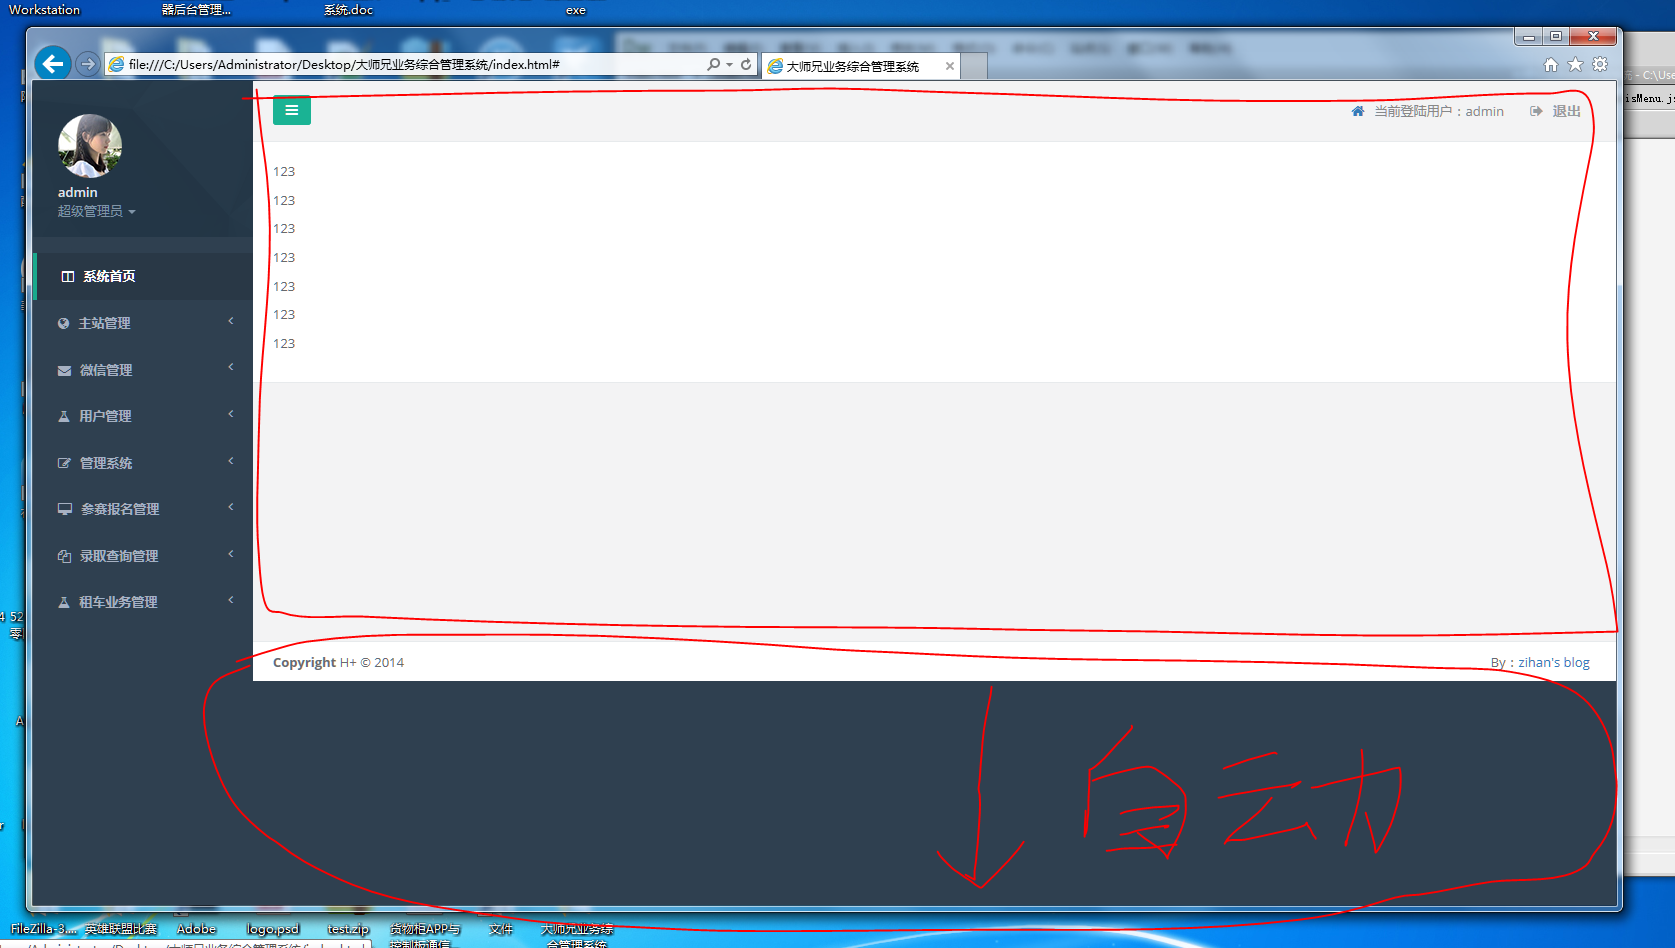 Workstation
器后台管理...
系统.doc
exe
file:///C:/Users/Administrator/Desktop/大师兄业务综合管理系统/index.html#
大师兄业务综合管理系统
- C:\Use
isMenu.j
当前登陆用户：admin
退出
admin
超级管理员
系统首页
主站管理
微信管理
用户管理
管理系统
参赛报名管理
录取查询管理
租车业务管理
123
123
123
123
123
123
123
Copyright H+ © 2014
By：zihan's blog
自动
FileZilla-3....
英雄联盟比赛
Adobe
logo.psd
test.zip
货物柜APP与
控制板通信
文件
大师兄业务综
合管理系统